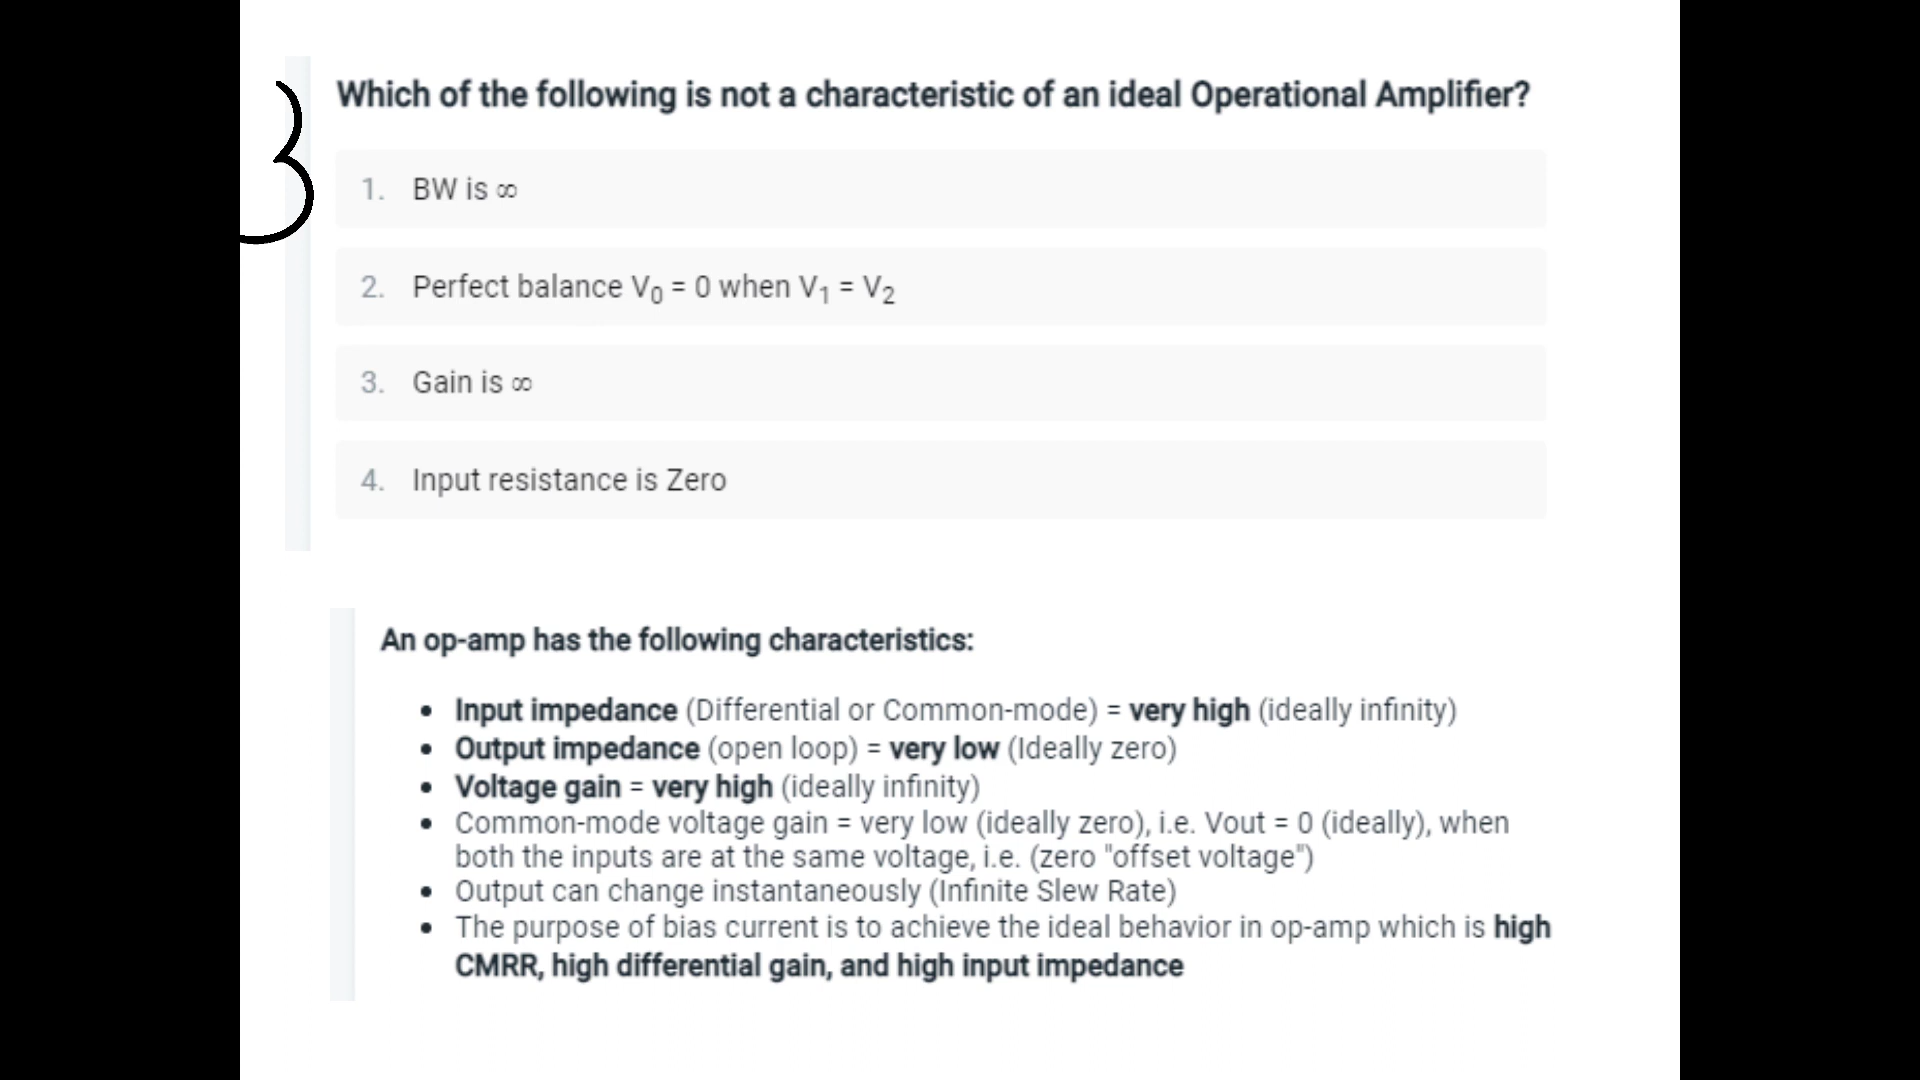 3
Which of the following is not a characteristic of an ideal Operational Amplifier?
1. BW is ∞
2. Perfect balance V₀ = 0 when V₁ = V₂
3. Gain is ∞
4. Input resistance is Zero
An op-amp has the following characteristics:
• Input impedance (Differential or Common-mode) = very high (ideally infinity)
• Output impedance (open loop) = very low (Ideally zero)
• Voltage gain = very high (ideally infinity)
• Common-mode voltage gain = very low (ideally zero), i.e. Vout = 0 (ideally), when
both the inputs are at the same voltage, i.e. (zero "offset voltage")
• Output can change instantaneously (Infinite Slew Rate)
• The purpose of bias current is to achieve the ideal behavior in op-amp which is high
CMRR, high differential gain, and high input impedance